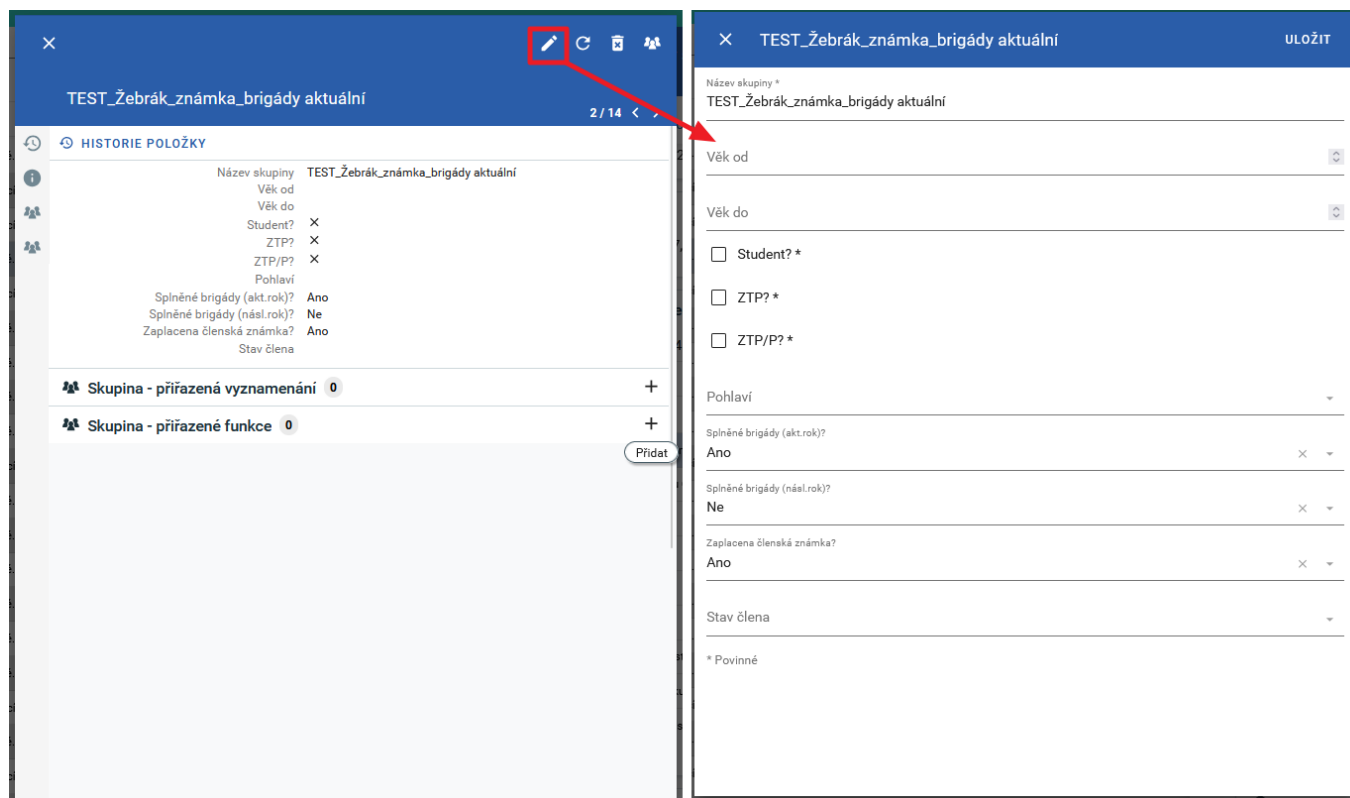 TEST_Žebrák_známka_brigády aktuální
2 / 14
HISTORIE POLOŽKY
Název skupiny TEST_Žebrák_známka_brigády aktuální
Věk od
Věk do
Student?
ZTP?
ZTP/P?
Pohlaví
Splněné brigády (akt.rok)? Ano
Splněné brigády (násl.rok)? Ne
Zaplacena členská známka? Ano
Stav člena
Skupina - přiřazená vyznamenání 0
Skupina - přiřazené funkce 0
Přidat
TEST_Žebrák_známka_brigády aktuální ULOŽIT
Název skupiny *
TEST_Žebrák_známka_brigády aktuální
Věk od
Věk do
Student? *
ZTP? *
ZTP/P? *
Pohlaví
Splněné brigády (akt.rok)?
Ano
Splněné brigády (násl.rok)?
Ne
Zaplacena členská známka?
Ano
Stav člena
* Povinné